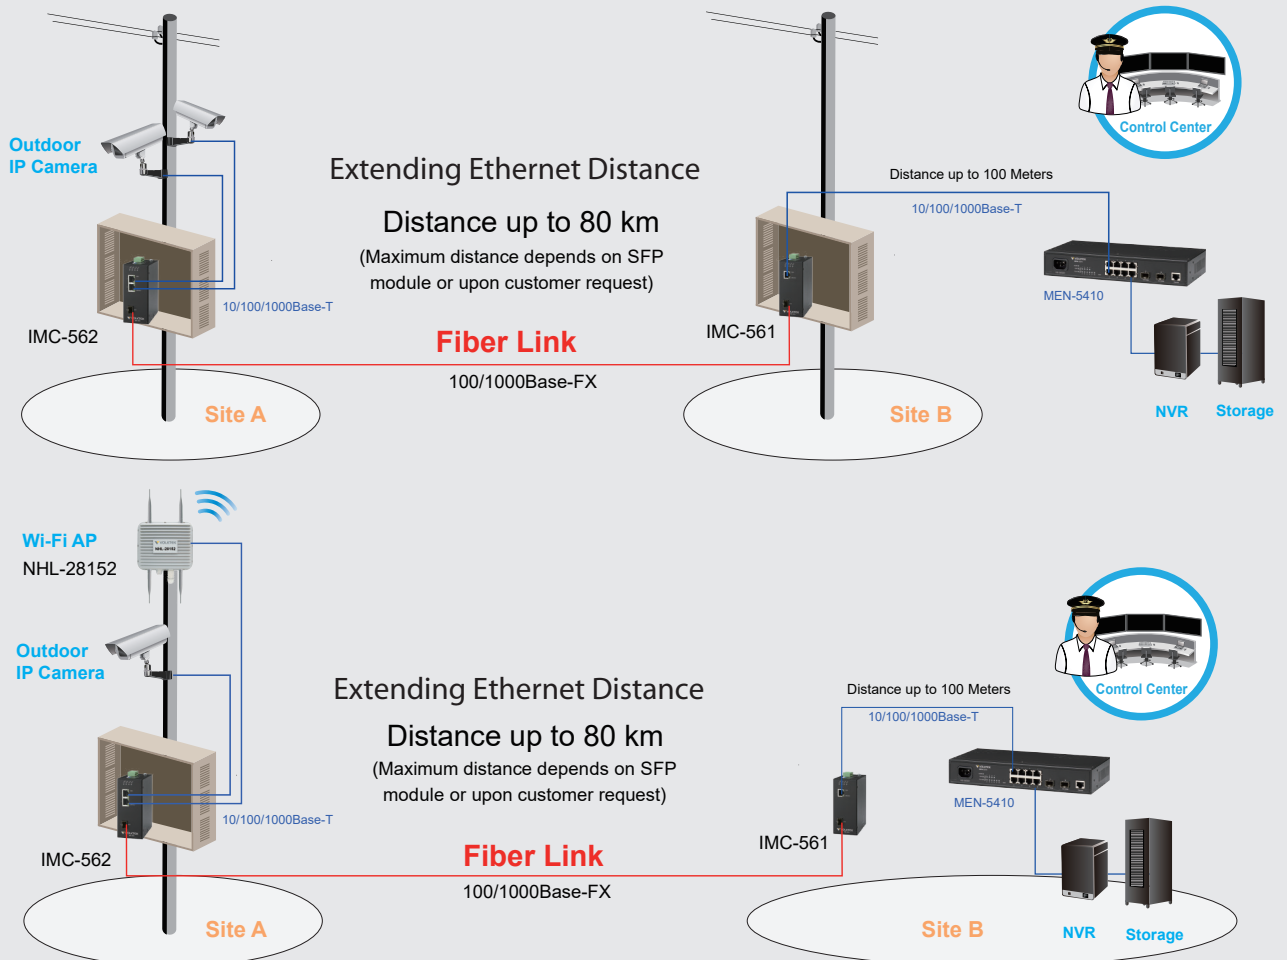 Control Center
Outdoor
IP Camera
Extending Ethernet Distance
Distance up to 100 Meters
10/100/1000Base-T
Distance up to 80 km
(Maximum distance depends on SFP
module or upon customer request)
MEN-5410
10/100/1000Base-T
IMC-562
IMC-561
Fiber Link
100/1000Base-FX
Site A
Site B
NVR
Storage
Wi-Fi AP
NHL-28152
NHL-28152
Outdoor
IP Camera
Extending Ethernet Distance
Distance up to 100 Meters
10/100/1000Base-T
Control Center
Distance up to 80 km
(Maximum distance depends on SFP
module or upon customer request)
MEN-5410
10/100/1000Base-T
IMC-562
IMC-561
Fiber Link
100/1000Base-FX
Site A
Site B
NVR
Storage